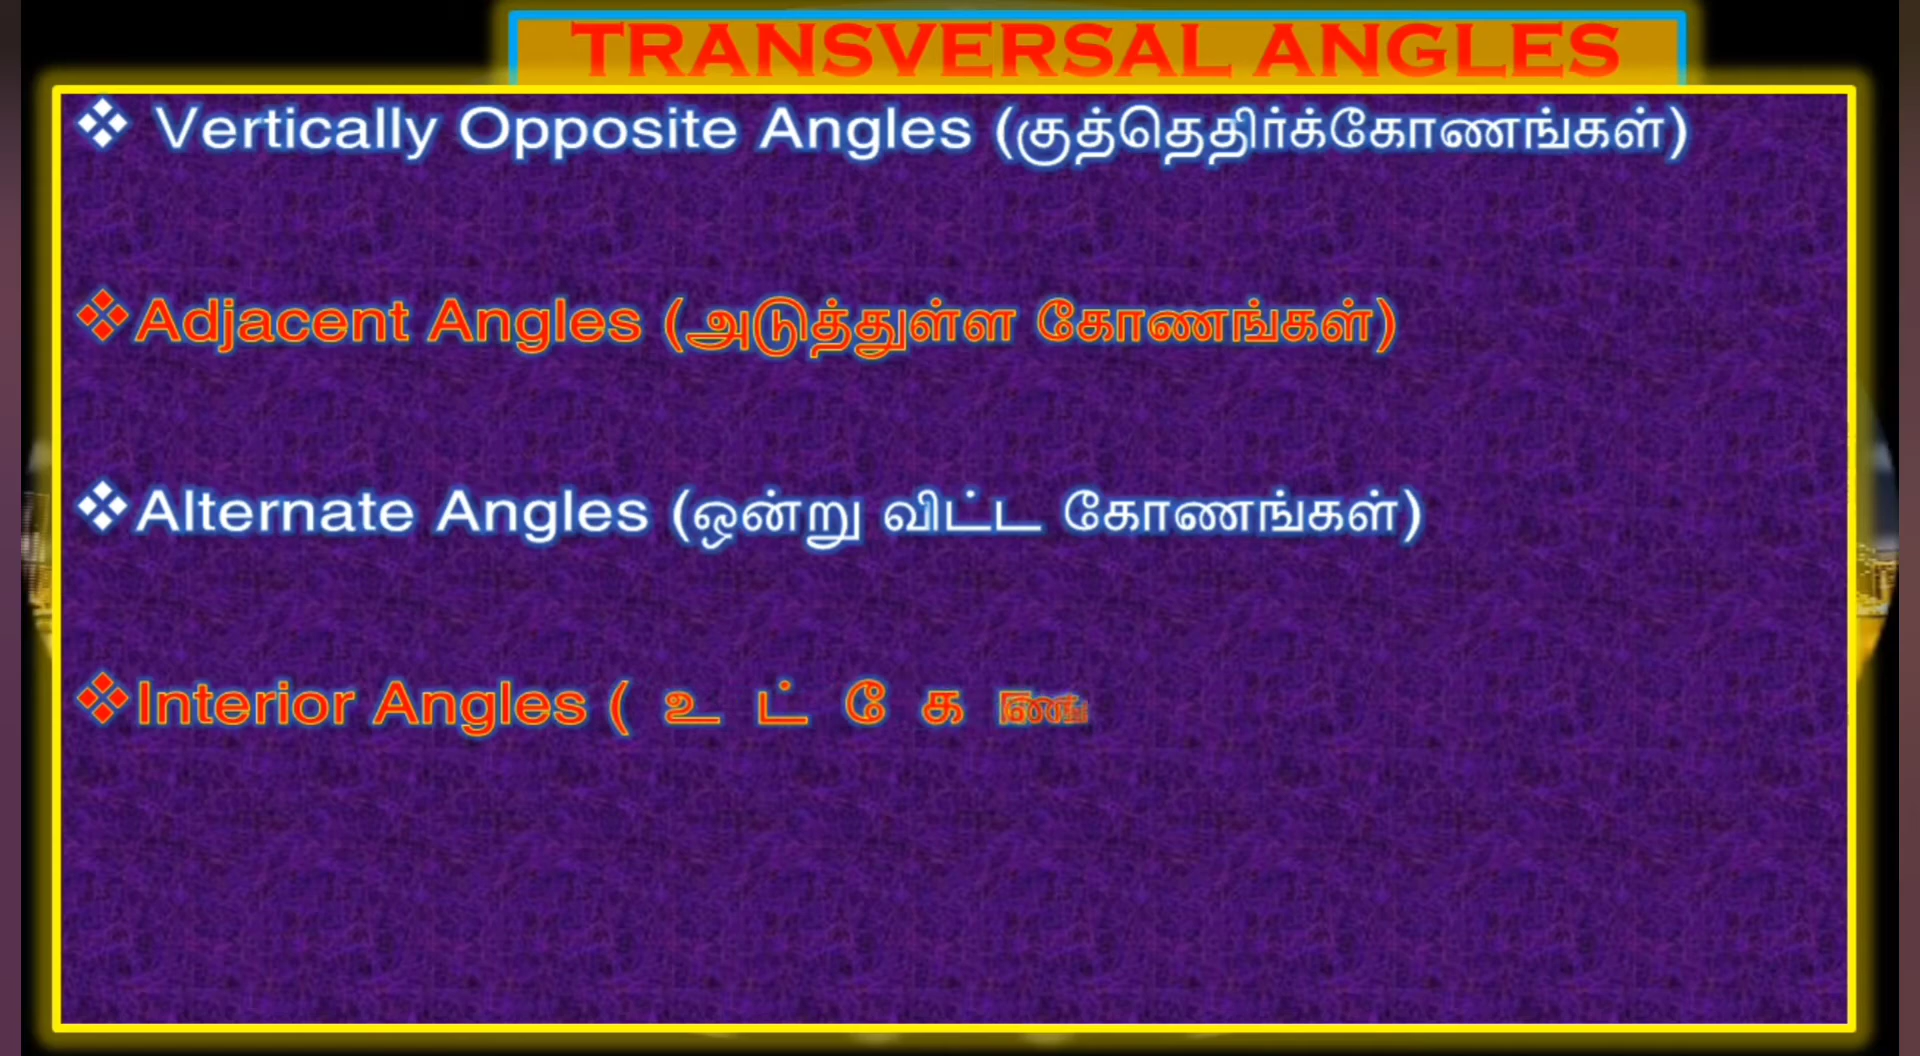 TRANSVERSAL ANGLES
❖ Vertically Opposite Angles (குத்தெதிர்க்கோணங்கள்)
❖Adjacent Angles (அடுத்துள்ள கோணங்கள்)
❖Alternate Angles (ஒன்று விட்ட கோணங்கள்)
❖Interior Angles ( உ ட் கே க